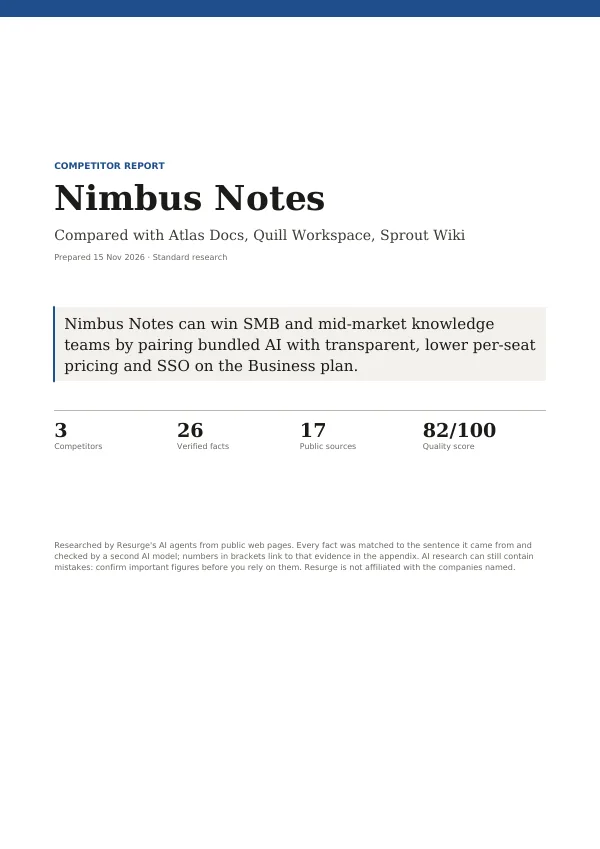 COMPETITOR REPORT
Nimbus Notes
Compared with Atlas Docs, Quill Workspace, Sprout Wiki
Prepared 15 Nov 2026 · Standard research
Nimbus Notes can win SMB and mid-market knowledge
teams by pairing bundled AI with transparent, lower per-seat
pricing and SSO on the Business plan.
3 26 17 82/100
Competitors Verified facts Public sources Quality score
Researched by Resurge's AI agents from public web pages. Every fact was matched to the sentence it came from and
checked by a second AI model; numbers in brackets link to that evidence in the appendix. AI research can still contain
mistakes: confirm important figures before you rely on them. Resurge is not affiliated with the companies named.